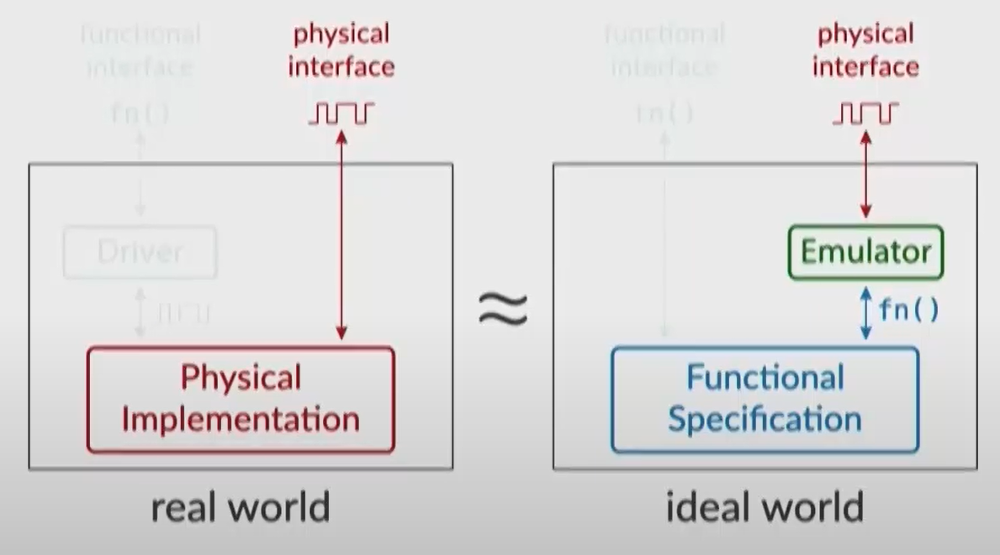 functional
interface
fn()
physical
interface
Driver
Physical
Implementation
real world
≈
functional
interface
fn()
physical
interface
Emulator
fn()
Functional
Specification
ideal world